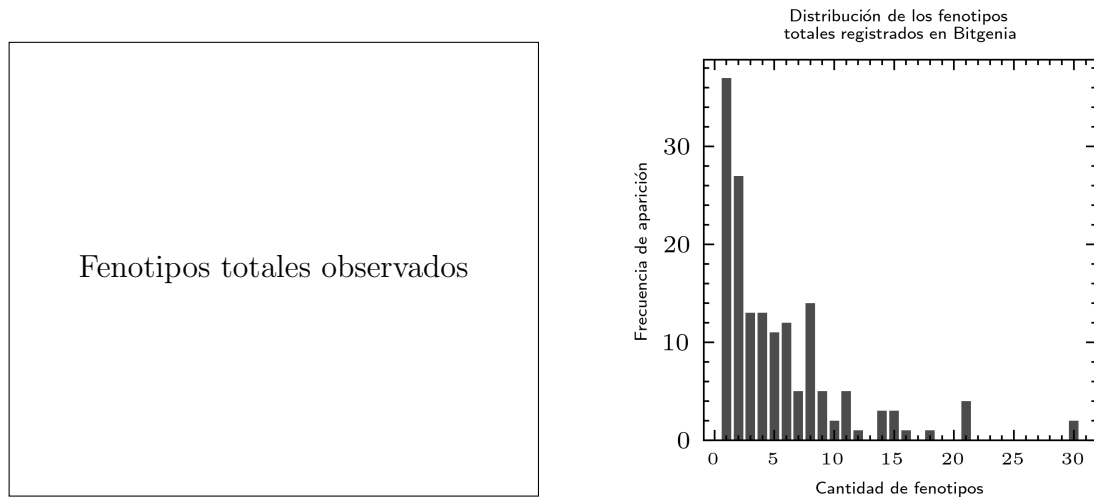 Fenotipos totales observados
Distribución de los fenotipos
totales registrados en Bitgenia
Frecuencia de aparición
30
20
10
0
0 5 10 15 20 25 30
Cantidad de fenotipos